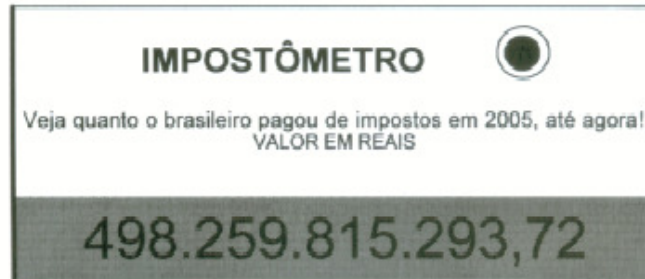 IMPOSTÔMETRO
Veja quanto o brasileiro pagou de impostos em 2005, até agora!
VALOR EM REAIS
498.259.815.293,72